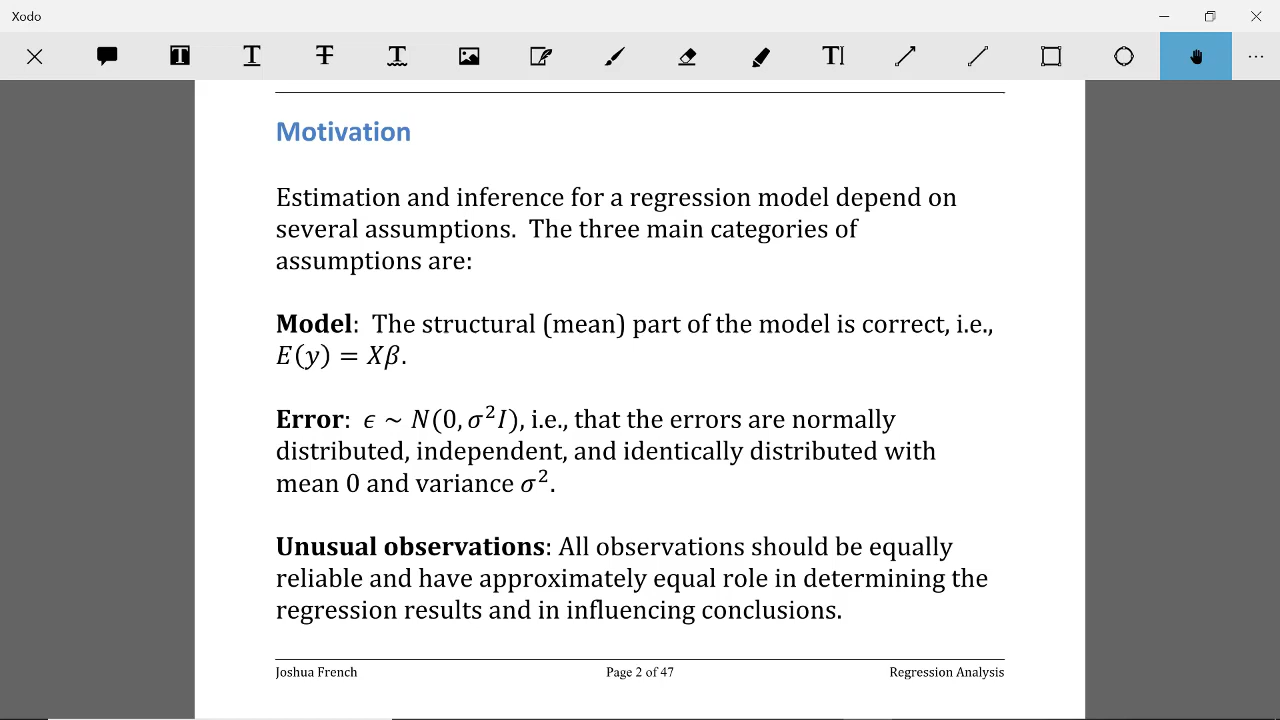 Xodo
Motivation
Estimation and inference for a regression model depend on
several assumptions.  The three main categories of
assumptions are:
Model:  The structural (mean) part of the model is correct, i.e.,
E(y) = Xβ.
Error:  ϵ ~ N(0, σ²I), i.e., that the errors are normally
distributed, independent, and identically distributed with
mean 0 and variance σ².
Unusual observations: All observations should be equally
reliable and have approximately equal role in determining the
regression results and in influencing conclusions.
Joshua French Page 2 of 47 Regression Analysis